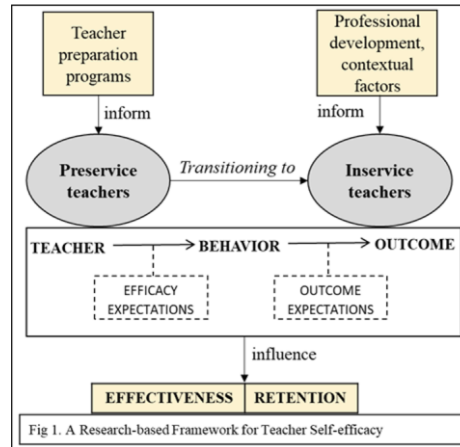 Teacher
preparation
programs
Professional
development,
contextual
factors
inform
inform
Preservice
teachers
Transitioning to
Inservice
teachers
TEACHER
BEHAVIOR
OUTCOME
EFFICACY
EXPECTATIONS
OUTCOME
EXPECTATIONS
influence
EFFECTIVENESS
RETENTION
Fig 1. A Research-based Framework for Teacher Self-efficacy